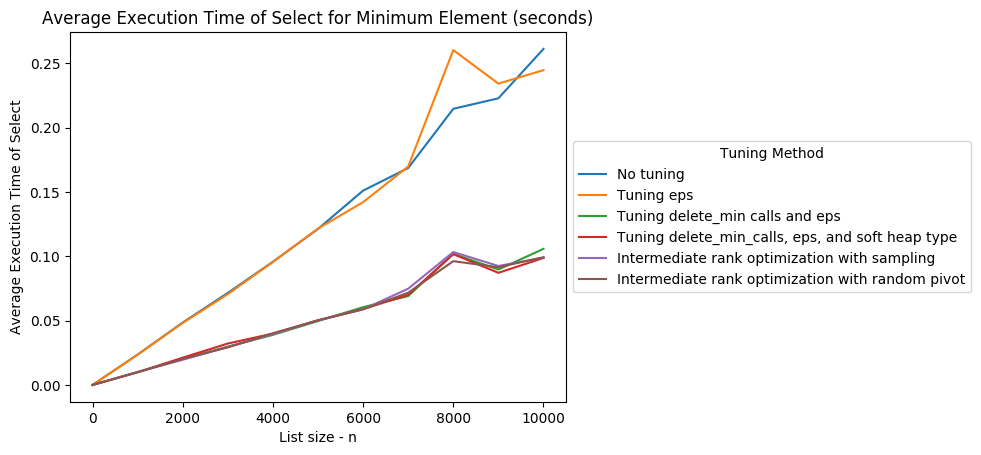 Average Execution Time of Select for Minimum Element (seconds)
Average Execution Time of Select
0.25
0.20
0.15
0.10
0.05
0.00
0 2000 4000 6000 8000 10000
List size - n
Tuning Method
No tuning
Tuning eps
Tuning delete_min calls and eps
Tuning delete_min_calls, eps, and soft heap type
Intermediate rank optimization with sampling
Intermediate rank optimization with random pivot